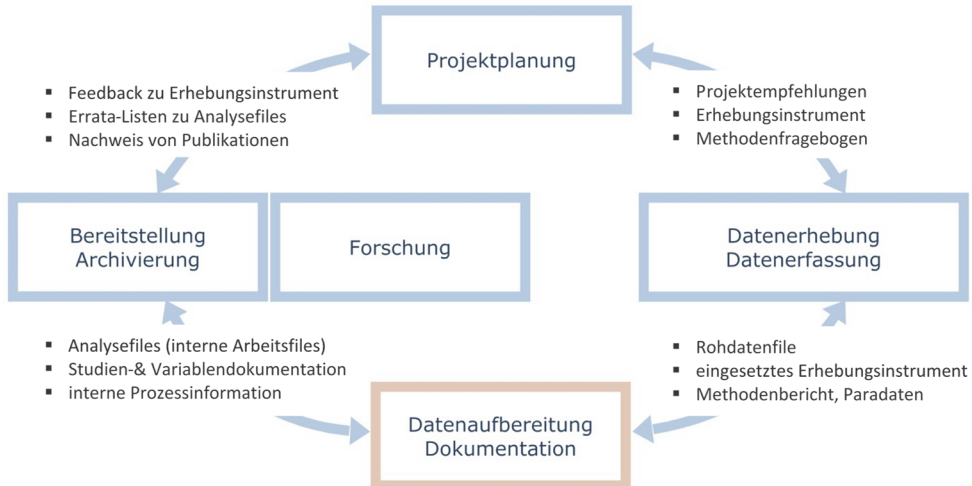 Projektplanung
▪ Feedback zu Erhebungsinstrument
▪ Errata-Listen zu Analysefiles
▪ Nachweis von Publikationen
▪ Projektempfehlungen
▪ Erhebungsinstrument
▪ Methodenfragebogen
Bereitstellung
Archivierung
Forschung
Datenerhebung
Datenerfassung
▪ Analysefiles (interne Arbeitsfiles)
▪ Studien-& Variablendokumentation
▪ interne Prozessinformation
▪ Rohdatenfile
▪ eingesetztes Erhebungsinstrument
▪ Methodenbericht, Paradaten
Datenaufbereitung
Dokumentation